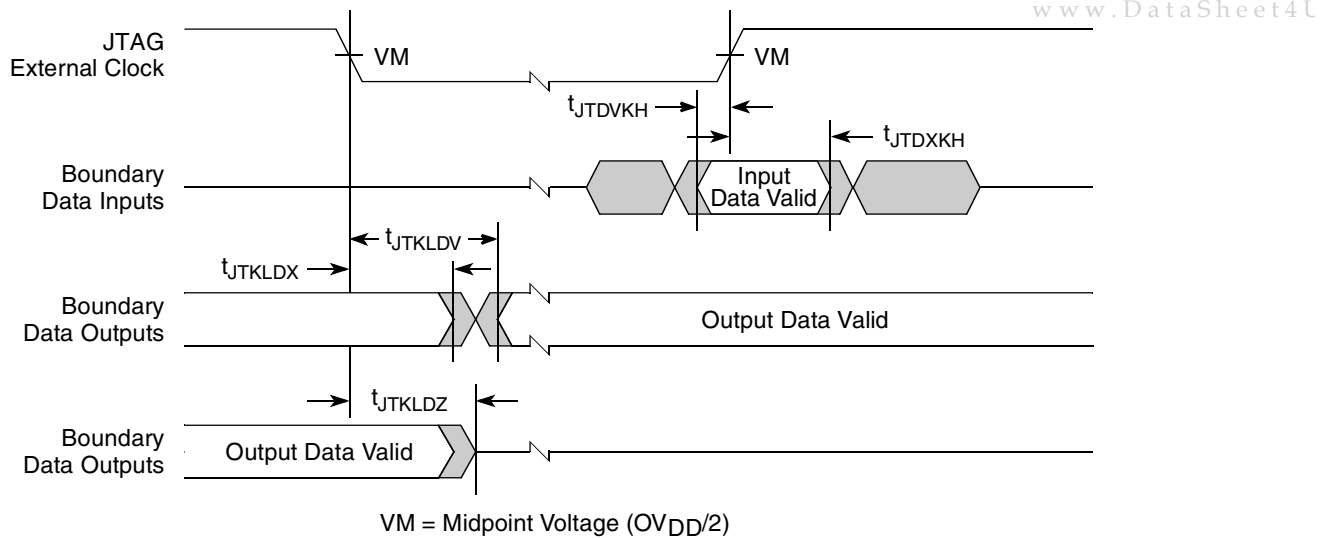 www.DataSheet4U
JTAG
External Clock
VM
VM
tJTDVKH
tJTDXKH
Boundary
Data Inputs
Input
Data Valid
tJTKLDV
tJTKLDX
Boundary
Data Outputs
Output Data Valid
tJTKLDZ
Boundary
Data Outputs
Output Data Valid
VM = Midpoint Voltage (OVDD/2)